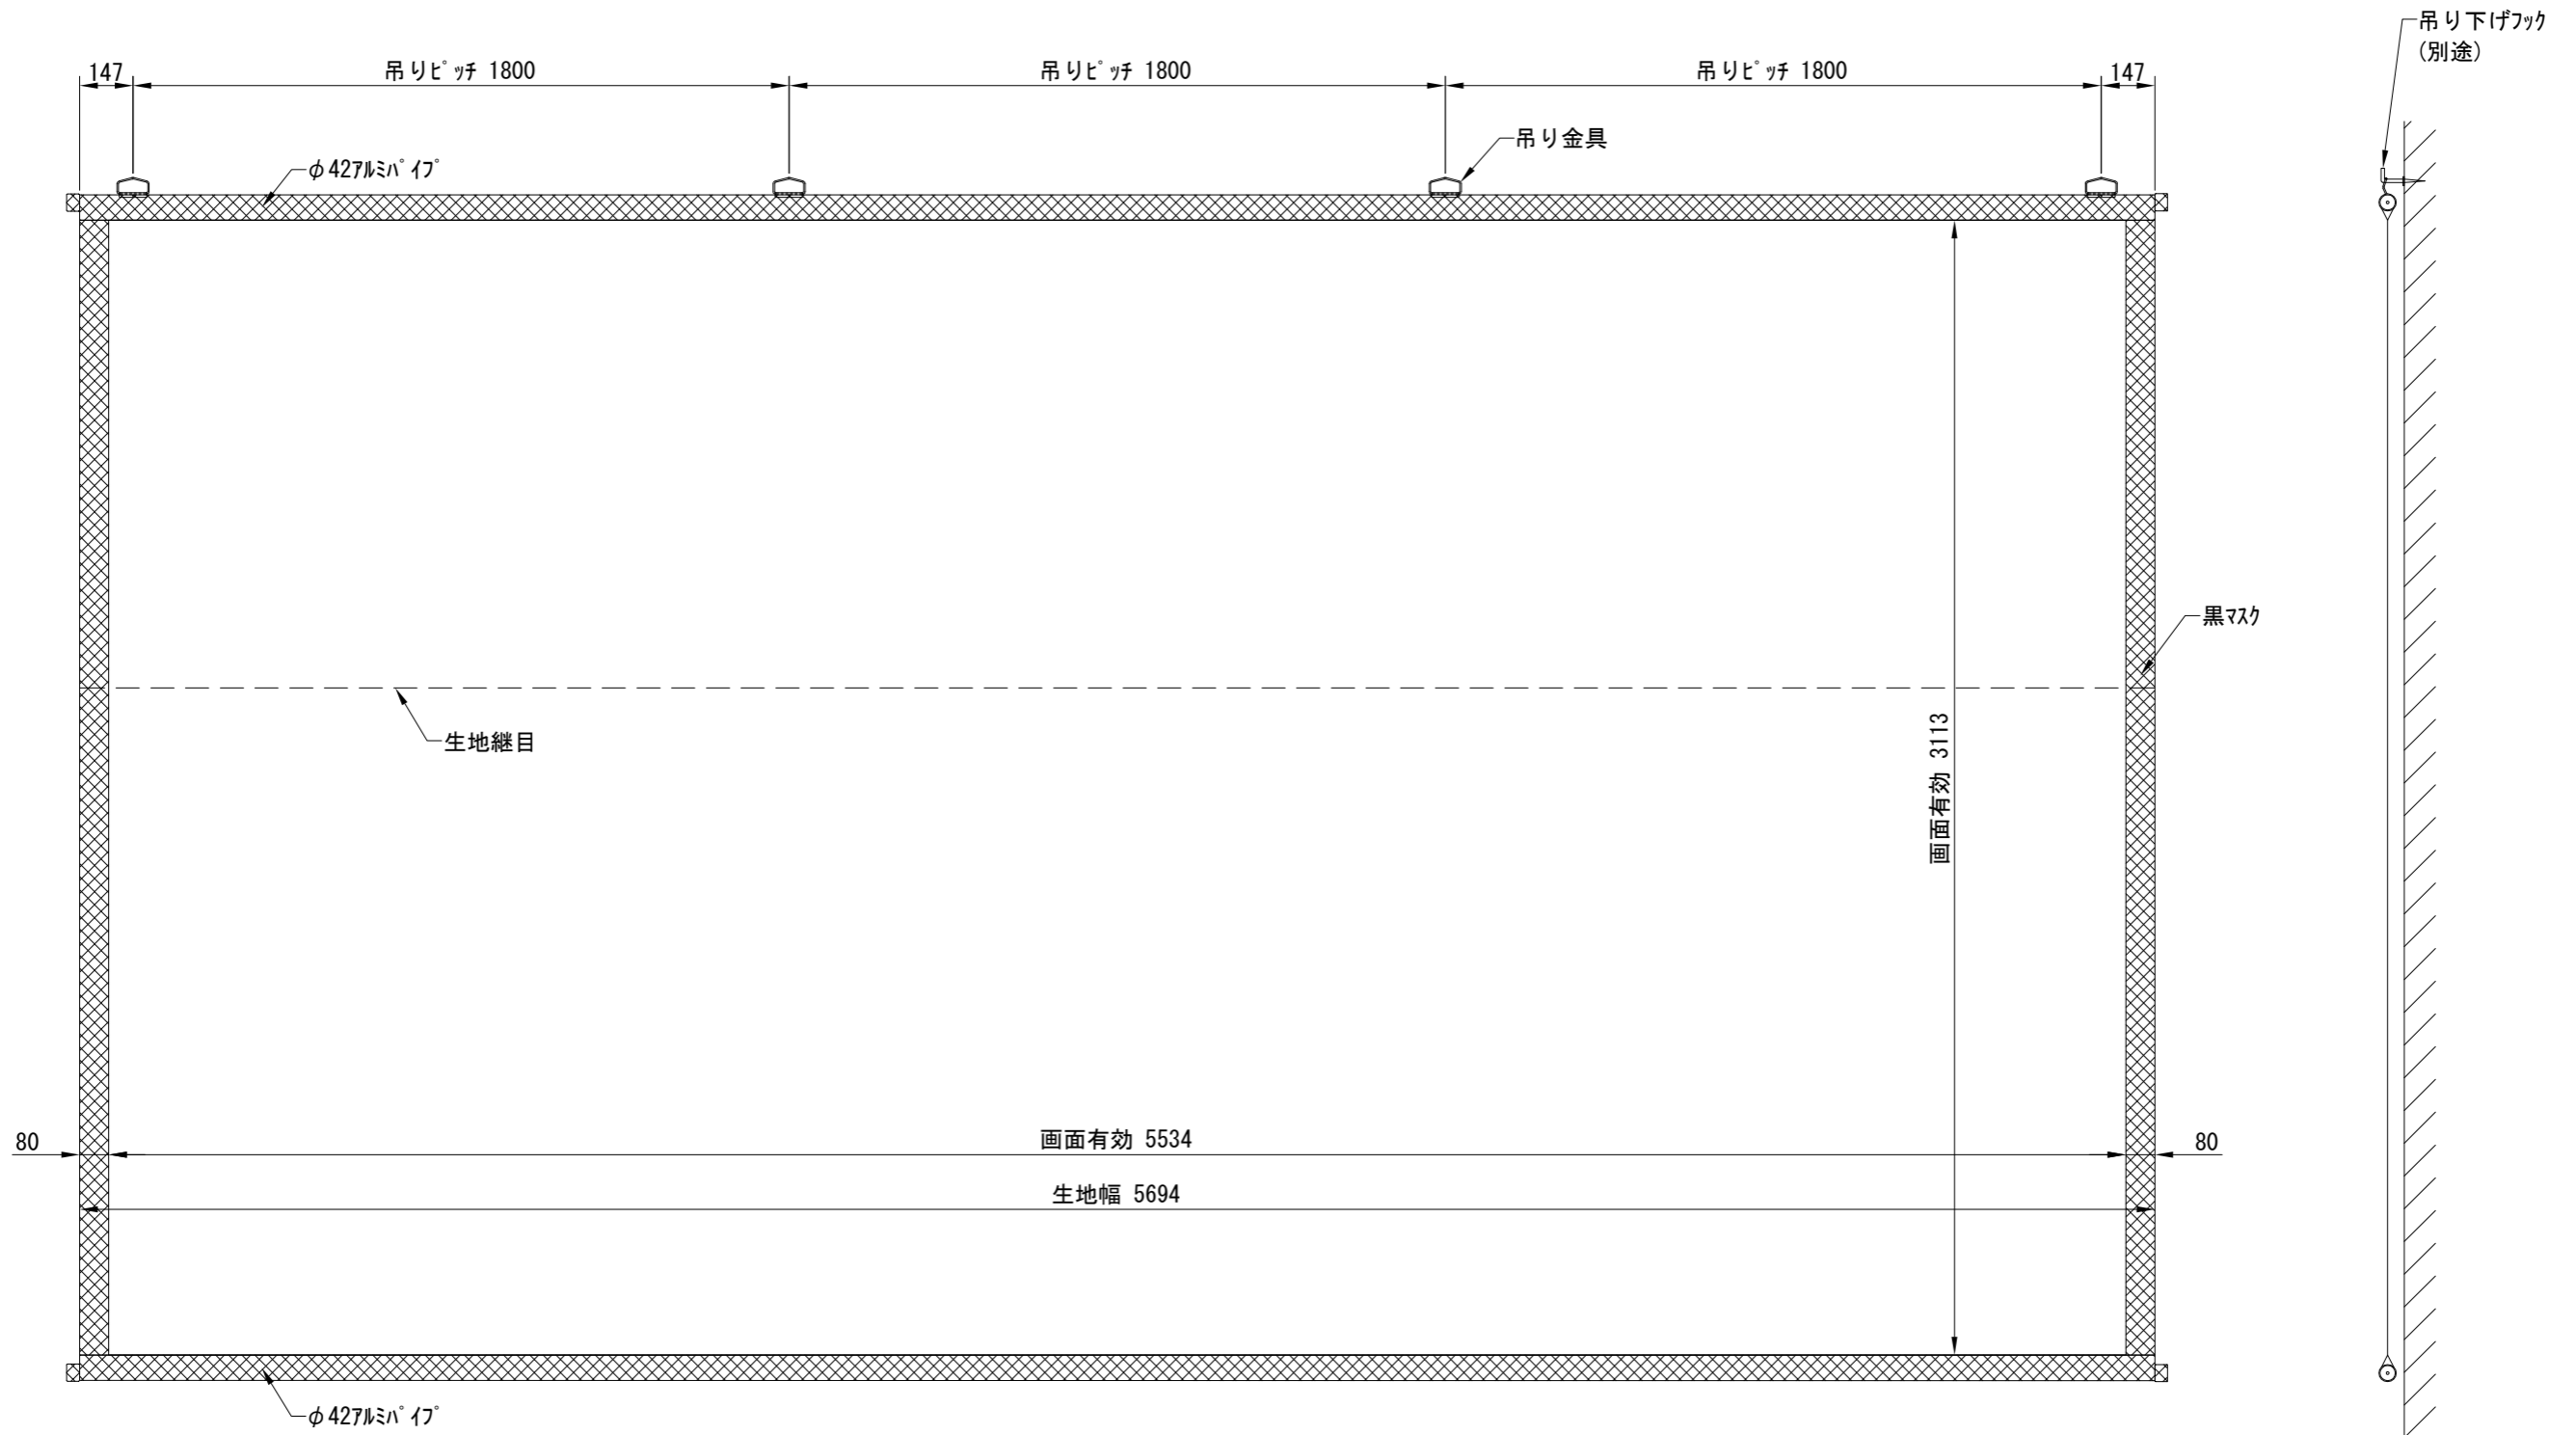 吊り下げﾌｯｸ
(別途)
147
吊りﾋﾟｯﾁ 1800
吊りﾋﾟｯﾁ 1800
吊りﾋﾟｯﾁ 1800
147
吊り金具
φ42ｱﾙﾐﾊﾟｲﾌﾟ
黒ﾏｽｸ
生地継目
画面有効 3113
80
画面有効 5534
80
生地幅 5694
φ42ｱﾙﾐﾊﾟｲﾌﾟ